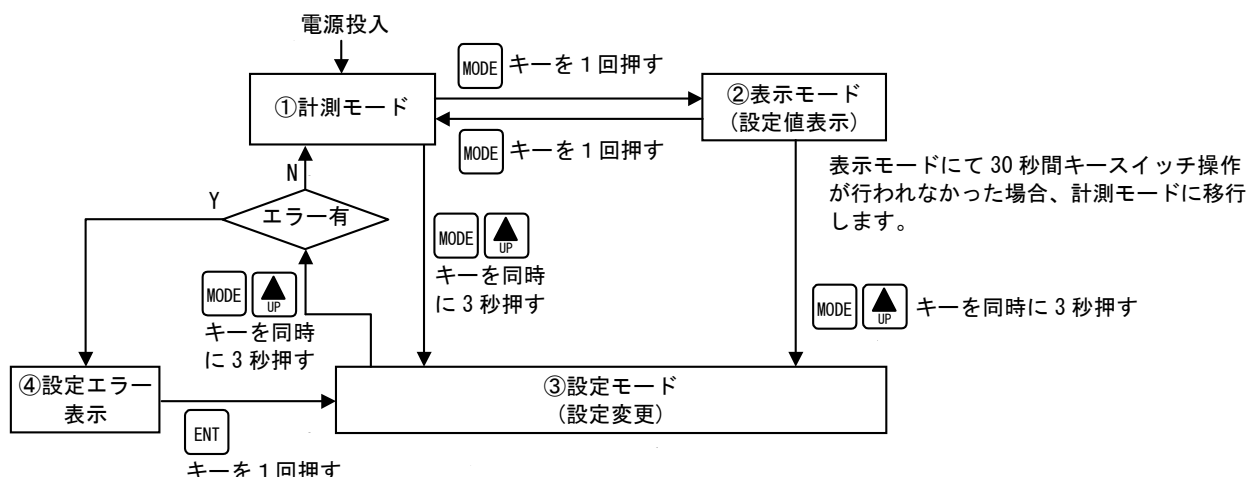 電源投入
MODE キーを1回押す
①計測モード
②表示モード
(設定値表示)
MODE キーを1回押す
表示モードにて 30 秒間キースイッチ操作
が行われなかった場合、計測モードに移行
します。
N
Y
エラー有
MODE ▲ UP
キーを同時
に 3 秒押す
MODE ▲ UP
キーを同時
に 3 秒押す
MODE ▲ UP キーを同時に 3 秒押す
④設定エラー
表示
③設定モード
(設定変更)
ENT
キーを1回押す